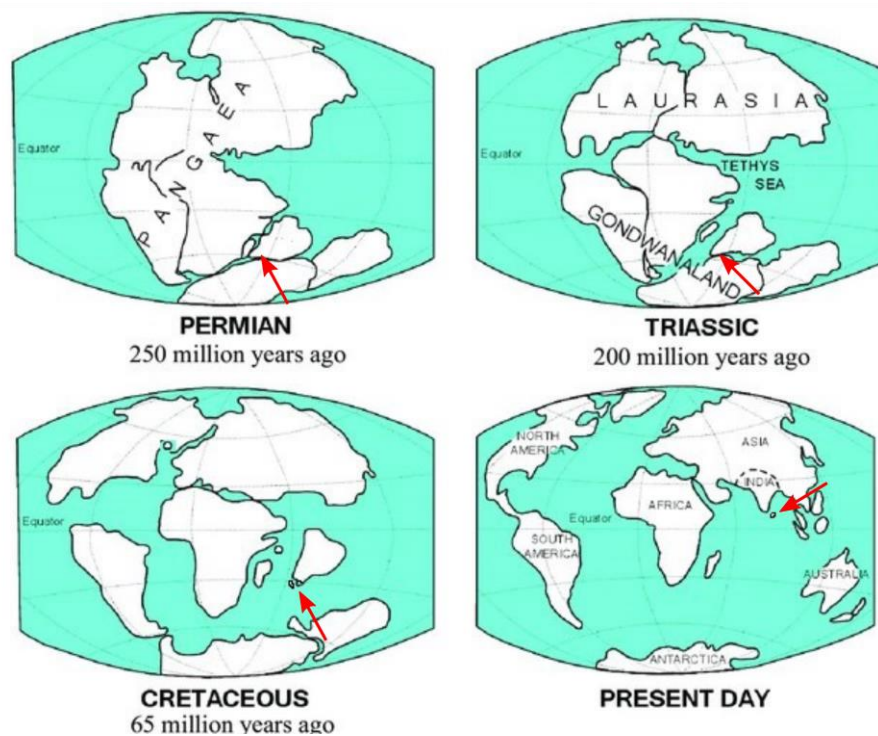 Equator
PANGAEA
PERMIAN
250 million years ago
LAURASIA
Equator
TETHYS
SEA
GONDWANALAND
TRIASSIC
200 million years ago
Equator
CRETACEOUS
65 million years ago
NORTH
AMERICA
ASIA
INDIA
AFRICA
Equator
SOUTH
AMERICA
AUSTRALIA
ANTARCTICA
PRESENT DAY